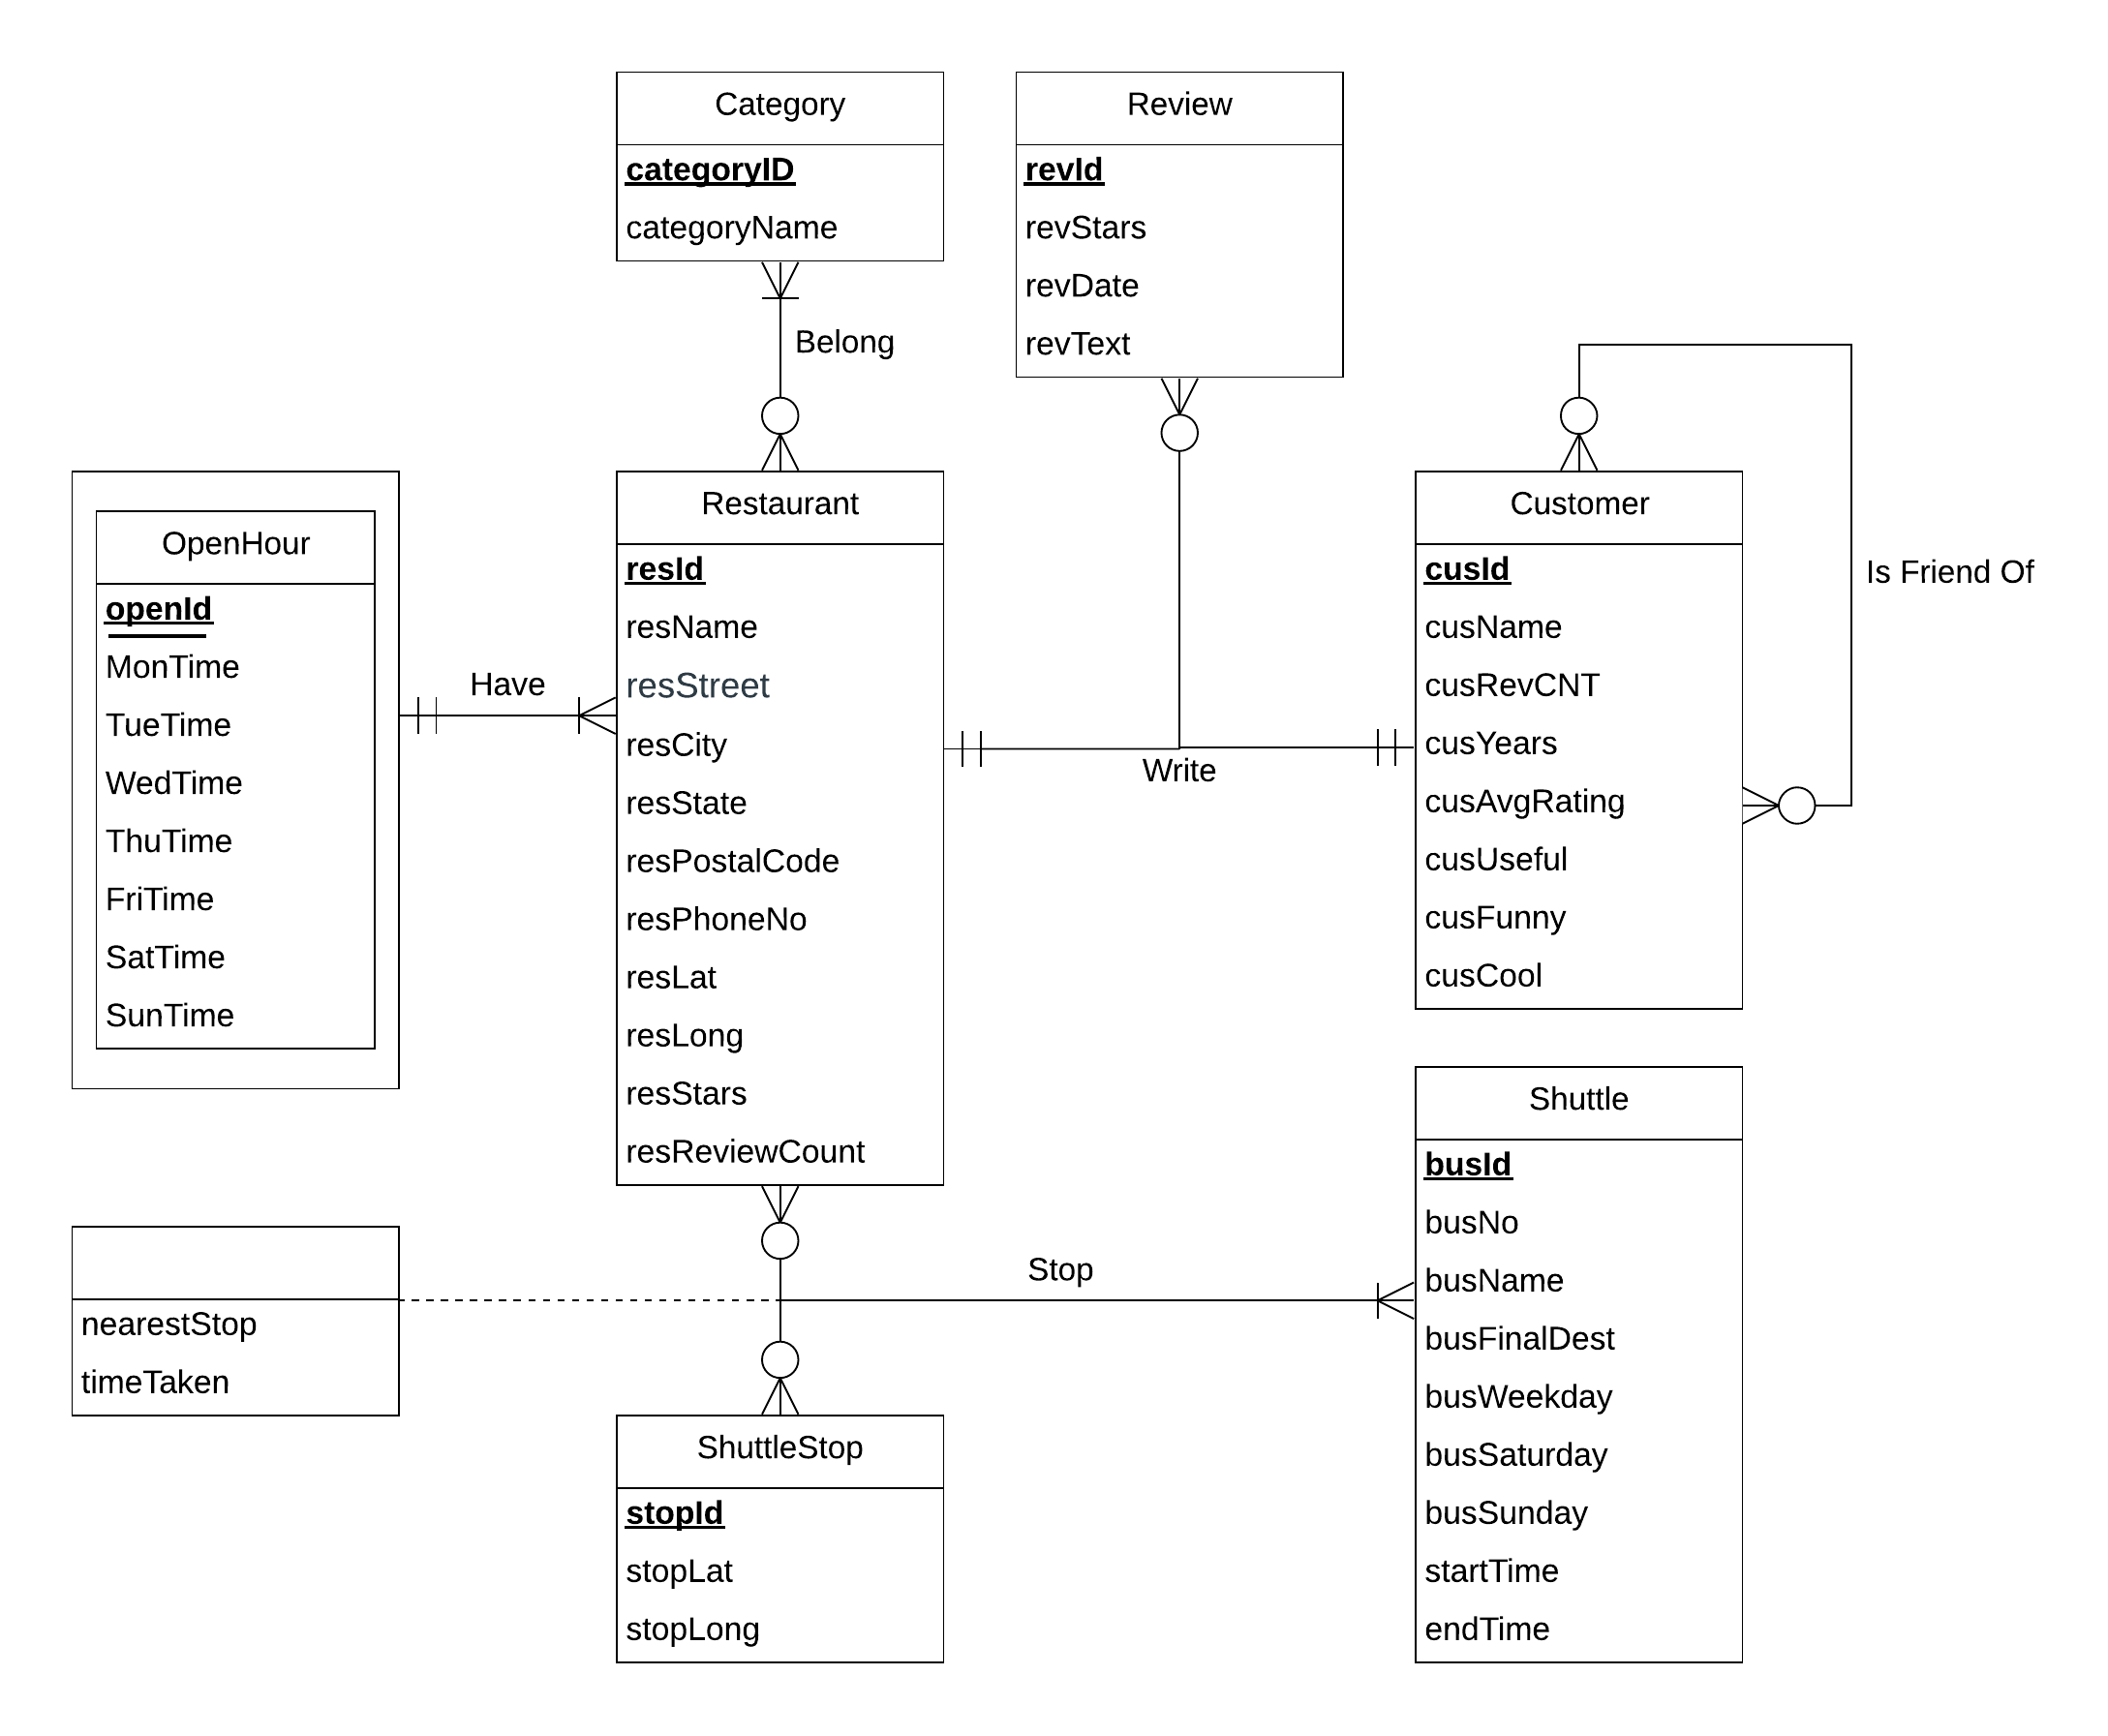 Category
categoryID
categoryName
Belong
Review
revId
revStars
revDate
revText
OpenHour
openId
MonTime
TueTime
WedTime
ThuTime
FriTime
SatTime
SunTime
Have
Restaurant
resId
resName
resStreet
resCity
resState
resPostalCode
resPhoneNo
resLat
resLong
resStars
resReviewCount
Write
Customer
cusId
cusName
cusRevCNT
cusYears
cusAvgRating
cusUseful
cusFunny
cusCool
Is Friend Of
nearestStop
timeTaken
Stop
ShuttleStop
stopId
stopLat
stopLong
Shuttle
busId
busNo
busName
busFinalDest
busWeekday
busSaturday
busSunday
startTime
endTime